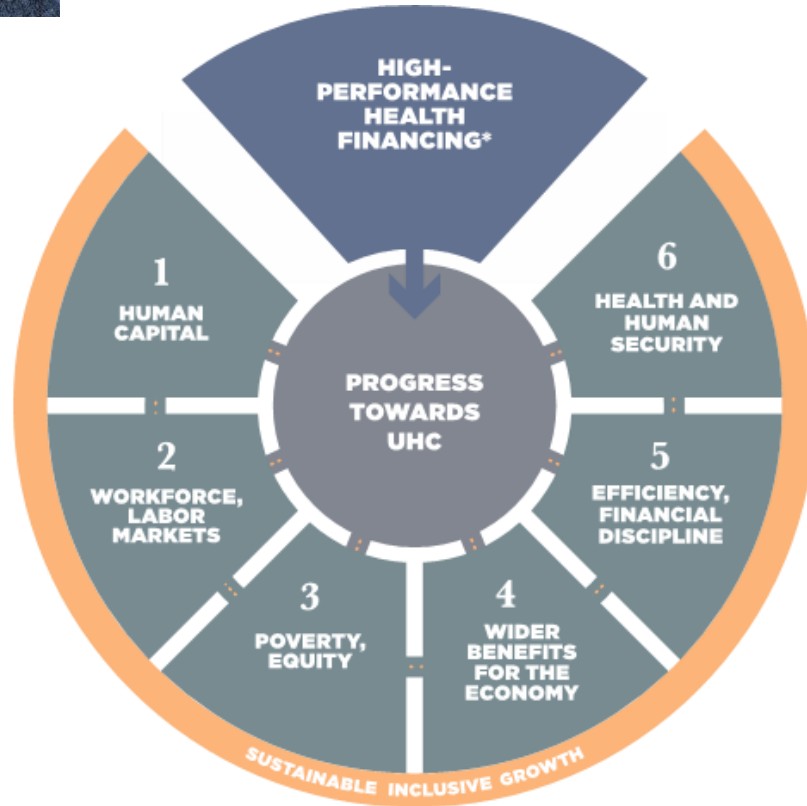 HIGH-
PERFORMANCE
HEALTH
FINANCING*
PROGRESS
TOWARDS
UHC
1
HUMAN
CAPITAL
2
WORKFORCE,
LABOR
MARKETS
3
POVERTY,
EQUITY
4
WIDER
BENEFITS
FOR THE
ECONOMY
5
EFFICIENCY,
FINANCIAL
DISCIPLINE
6
HEALTH AND
HUMAN
SECURITY
SUSTAINABLE INCLUSIVE GROWTH